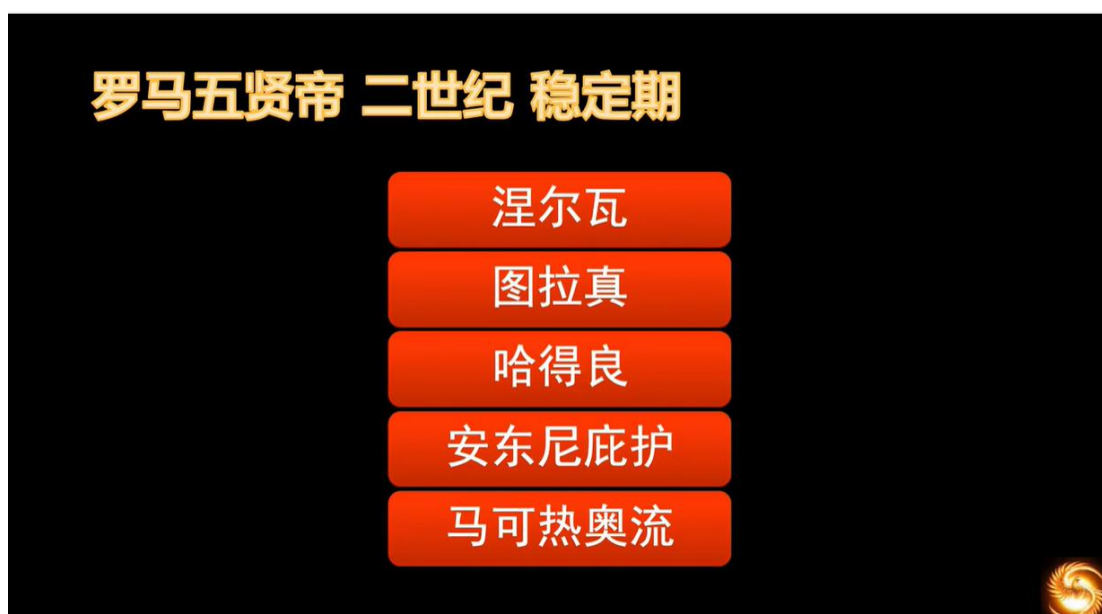 罗马五贤帝 二世纪 稳定期
涅尔瓦
图拉真
哈得良
安东尼庇护
马可热奥流